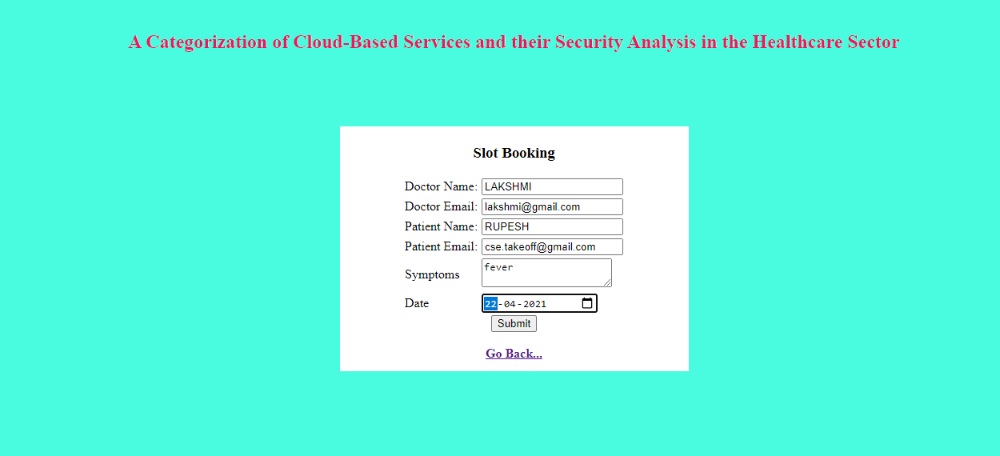 A Categorization of Cloud-Based Services and their Security Analysis in the Healthcare Sector
Slot Booking
Doctor Name: LAKSHMI
Doctor Email: lakshmi@gmail.com
Patient Name: RUPESH
Patient Email: cse.takeoff@gmail.com
Symptoms fever
Date 22-04-2021
Submit
Go Back...